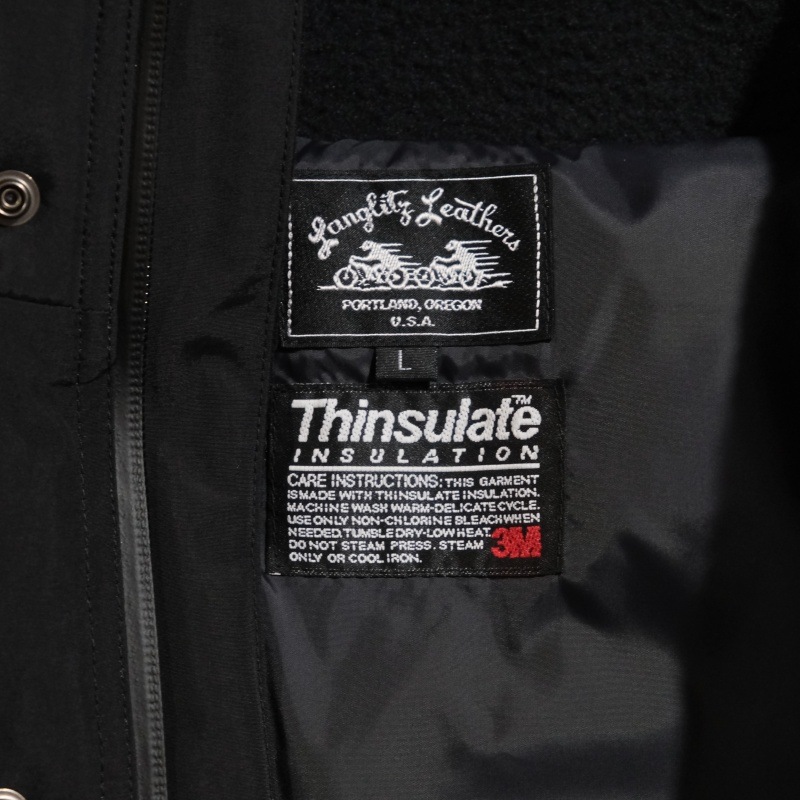 Langlitz Leathers
PORTLAND, OREGON
U.S.A.
L
Thinsulate™
INSULATION
CARE INSTRUCTIONS: THIS GARMENT
IS MADE WITH THINSULATE INSULATION.
MACHINE WASH WARM-DELICATE CYCLE.
USE ONLY NON-CHLORINE BLEACH WHEN
NEEDED. TUMBLE DRY-LOW HEAT.
DO NOT STEAM PRESS. STEAM
ONLY OR COOL IRON.
3M